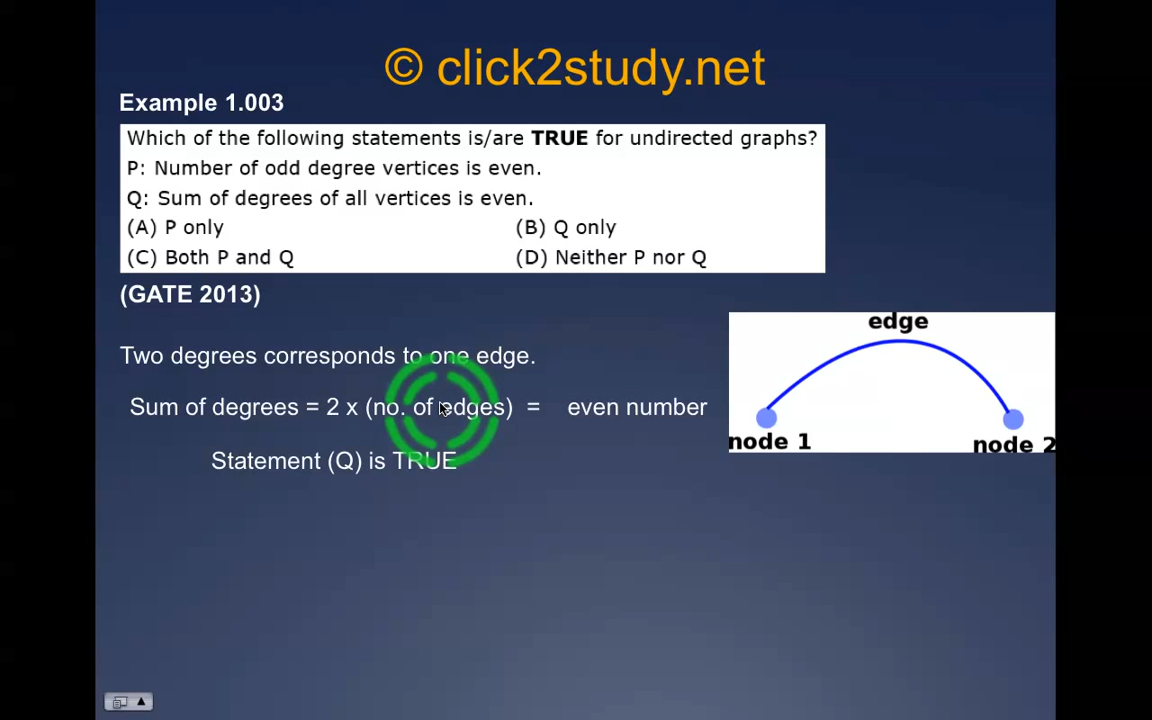 © click2study.net
Example 1.003
Which of the following statements is/are TRUE for undirected graphs?
P: Number of odd degree vertices is even.
Q: Sum of degrees of all vertices is even.
(A) P only (B) Q only
(C) Both P and Q (D) Neither P nor Q
(GATE 2013)
Two degrees corresponds to one edge.
Sum of degrees = 2 x (no. of edges) = even number
Statement (Q) is TRUE
edge
node 1 node 2